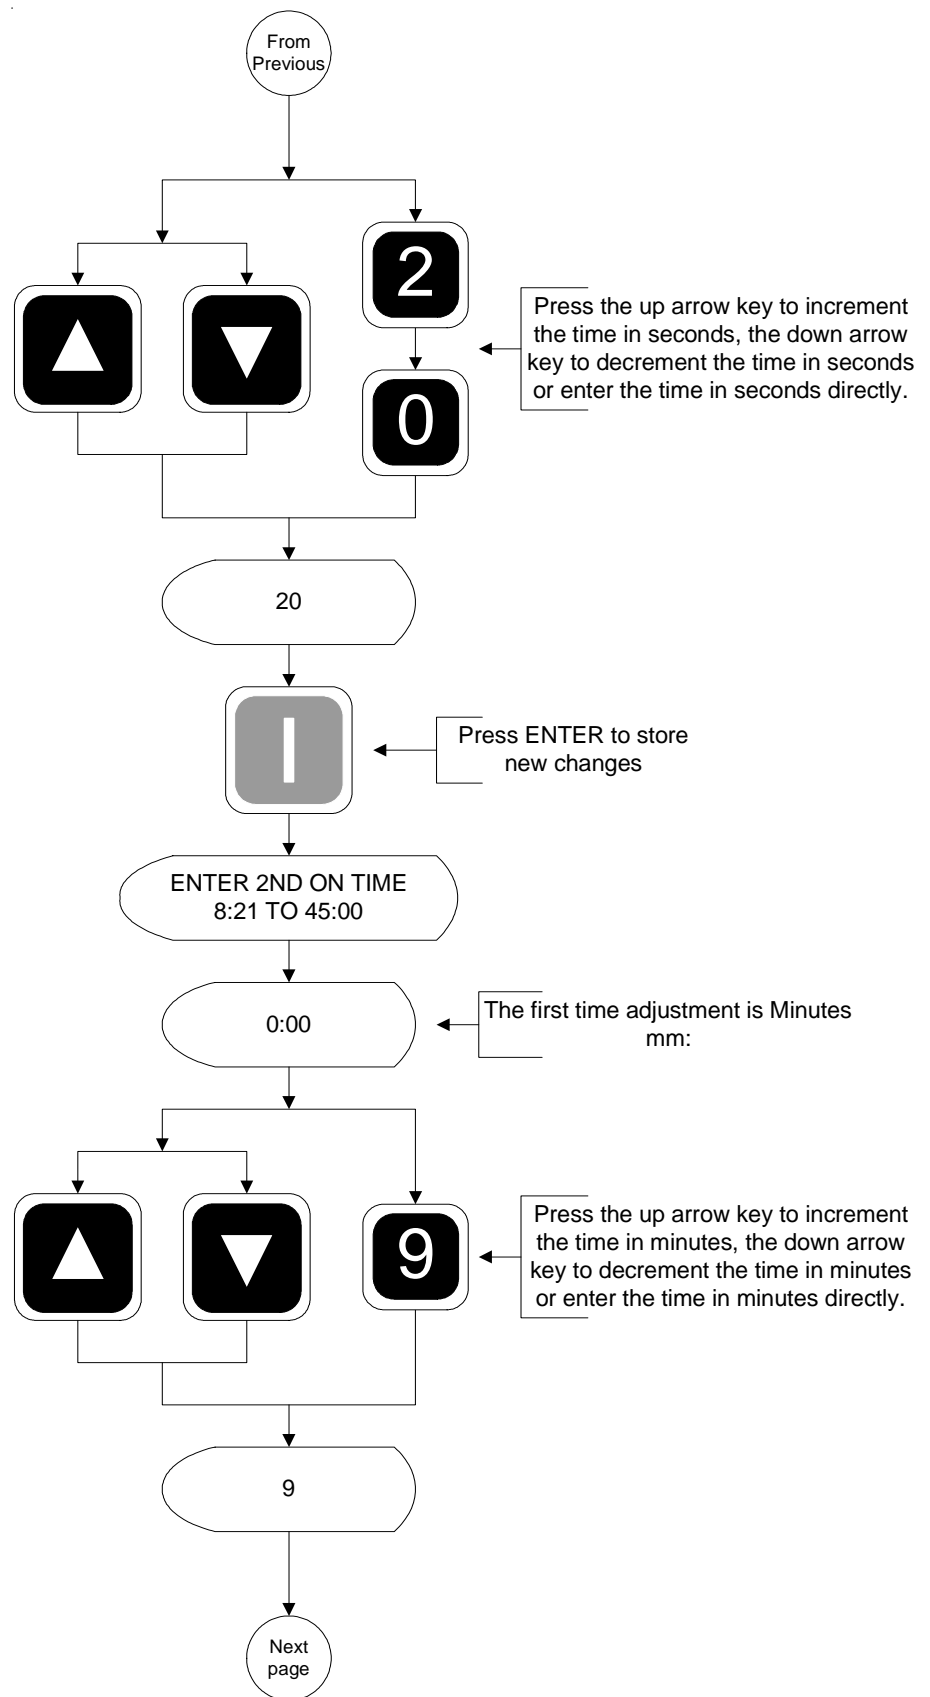 From
Previous
2
0
Press the up arrow key to increment
the time in seconds, the down arrow
key to decrement the time in seconds
or enter the time in seconds directly.
20
I
Press ENTER to store
new changes
ENTER 2ND ON TIME
8:21 TO 45:00
0:00
The first time adjustment is Minutes
mm:
9
Press the up arrow key to increment
the time in minutes, the down arrow
key to decrement the time in minutes
or enter the time in minutes directly.
9
Next
page